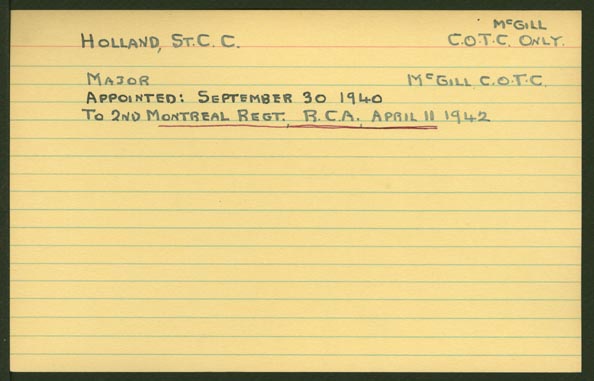 McGILL
HOLLAND, ST. C. C. C.O.T.C. ONLY.
MAJOR McGILL C.O.T.C.
APPOINTED: SEPTEMBER 30 1940
TO 2ND MONTREAL REGT., R.C.A., APRIL 11 1942